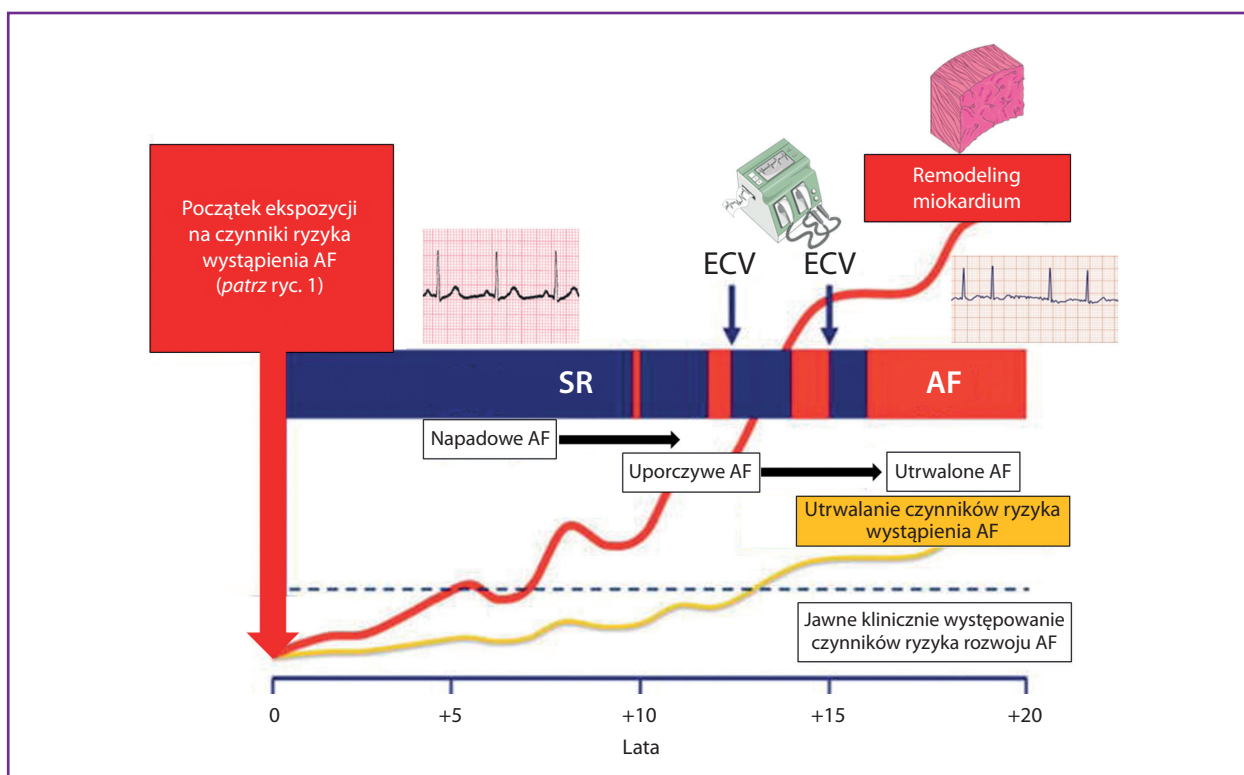 Początek ekspozycji
na czynniki ryzyka
wystąpienia AF
(patrz ryc. 1)
Remodeling
miokardium
ECV
ECV
SR
AF
Napadowe AF
Uporczywe AF
Utrwalone AF
Utrwalanie czynników ryzyka
wystąpienia AF
Jawne klinicznie występowanie
czynników ryzyka rozwoju AF
0
+5
+10
+15
+20
Lata